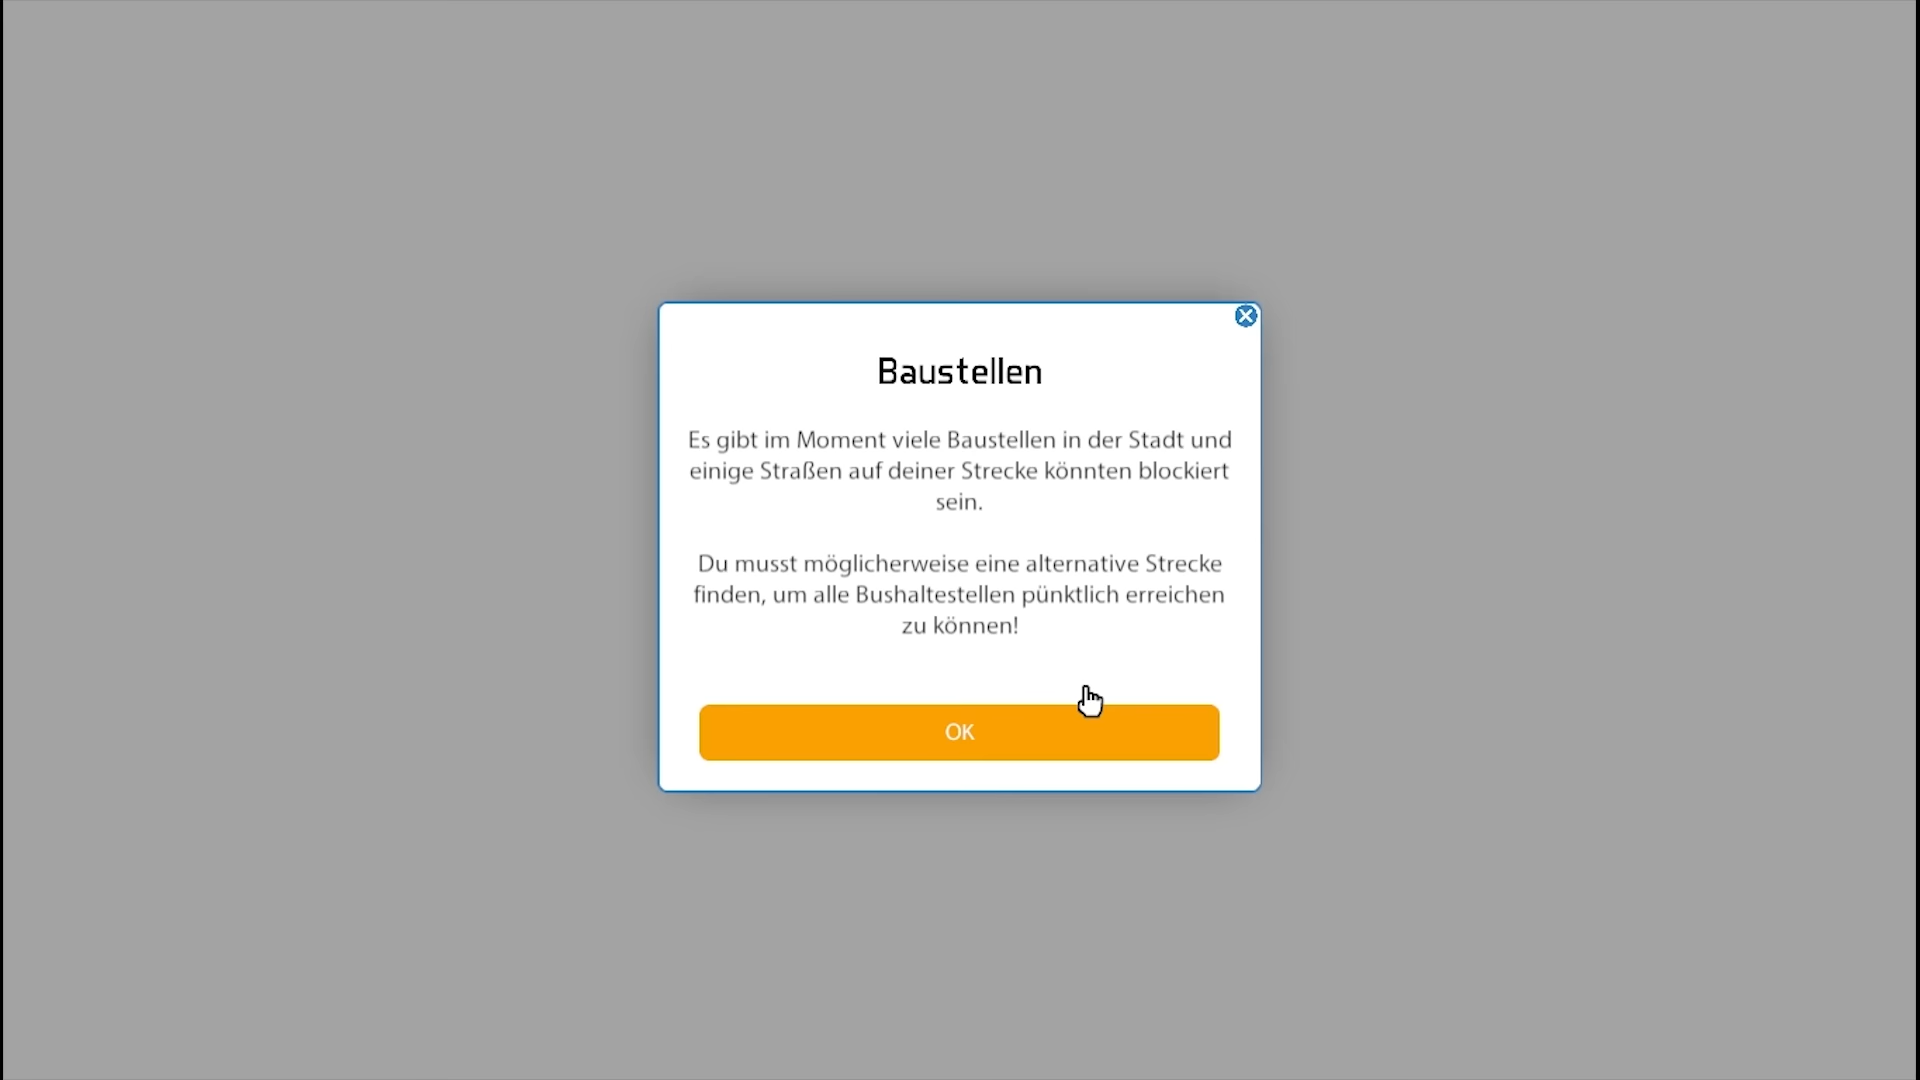 Baustellen
Es gibt im Moment viele Baustellen in der Stadt und
einige Straßen auf deiner Strecke könnten blockiert
sein.
Du musst möglicherweise eine alternative Strecke
finden, um alle Bushaltestellen pünktlich erreichen
zu können!
OK